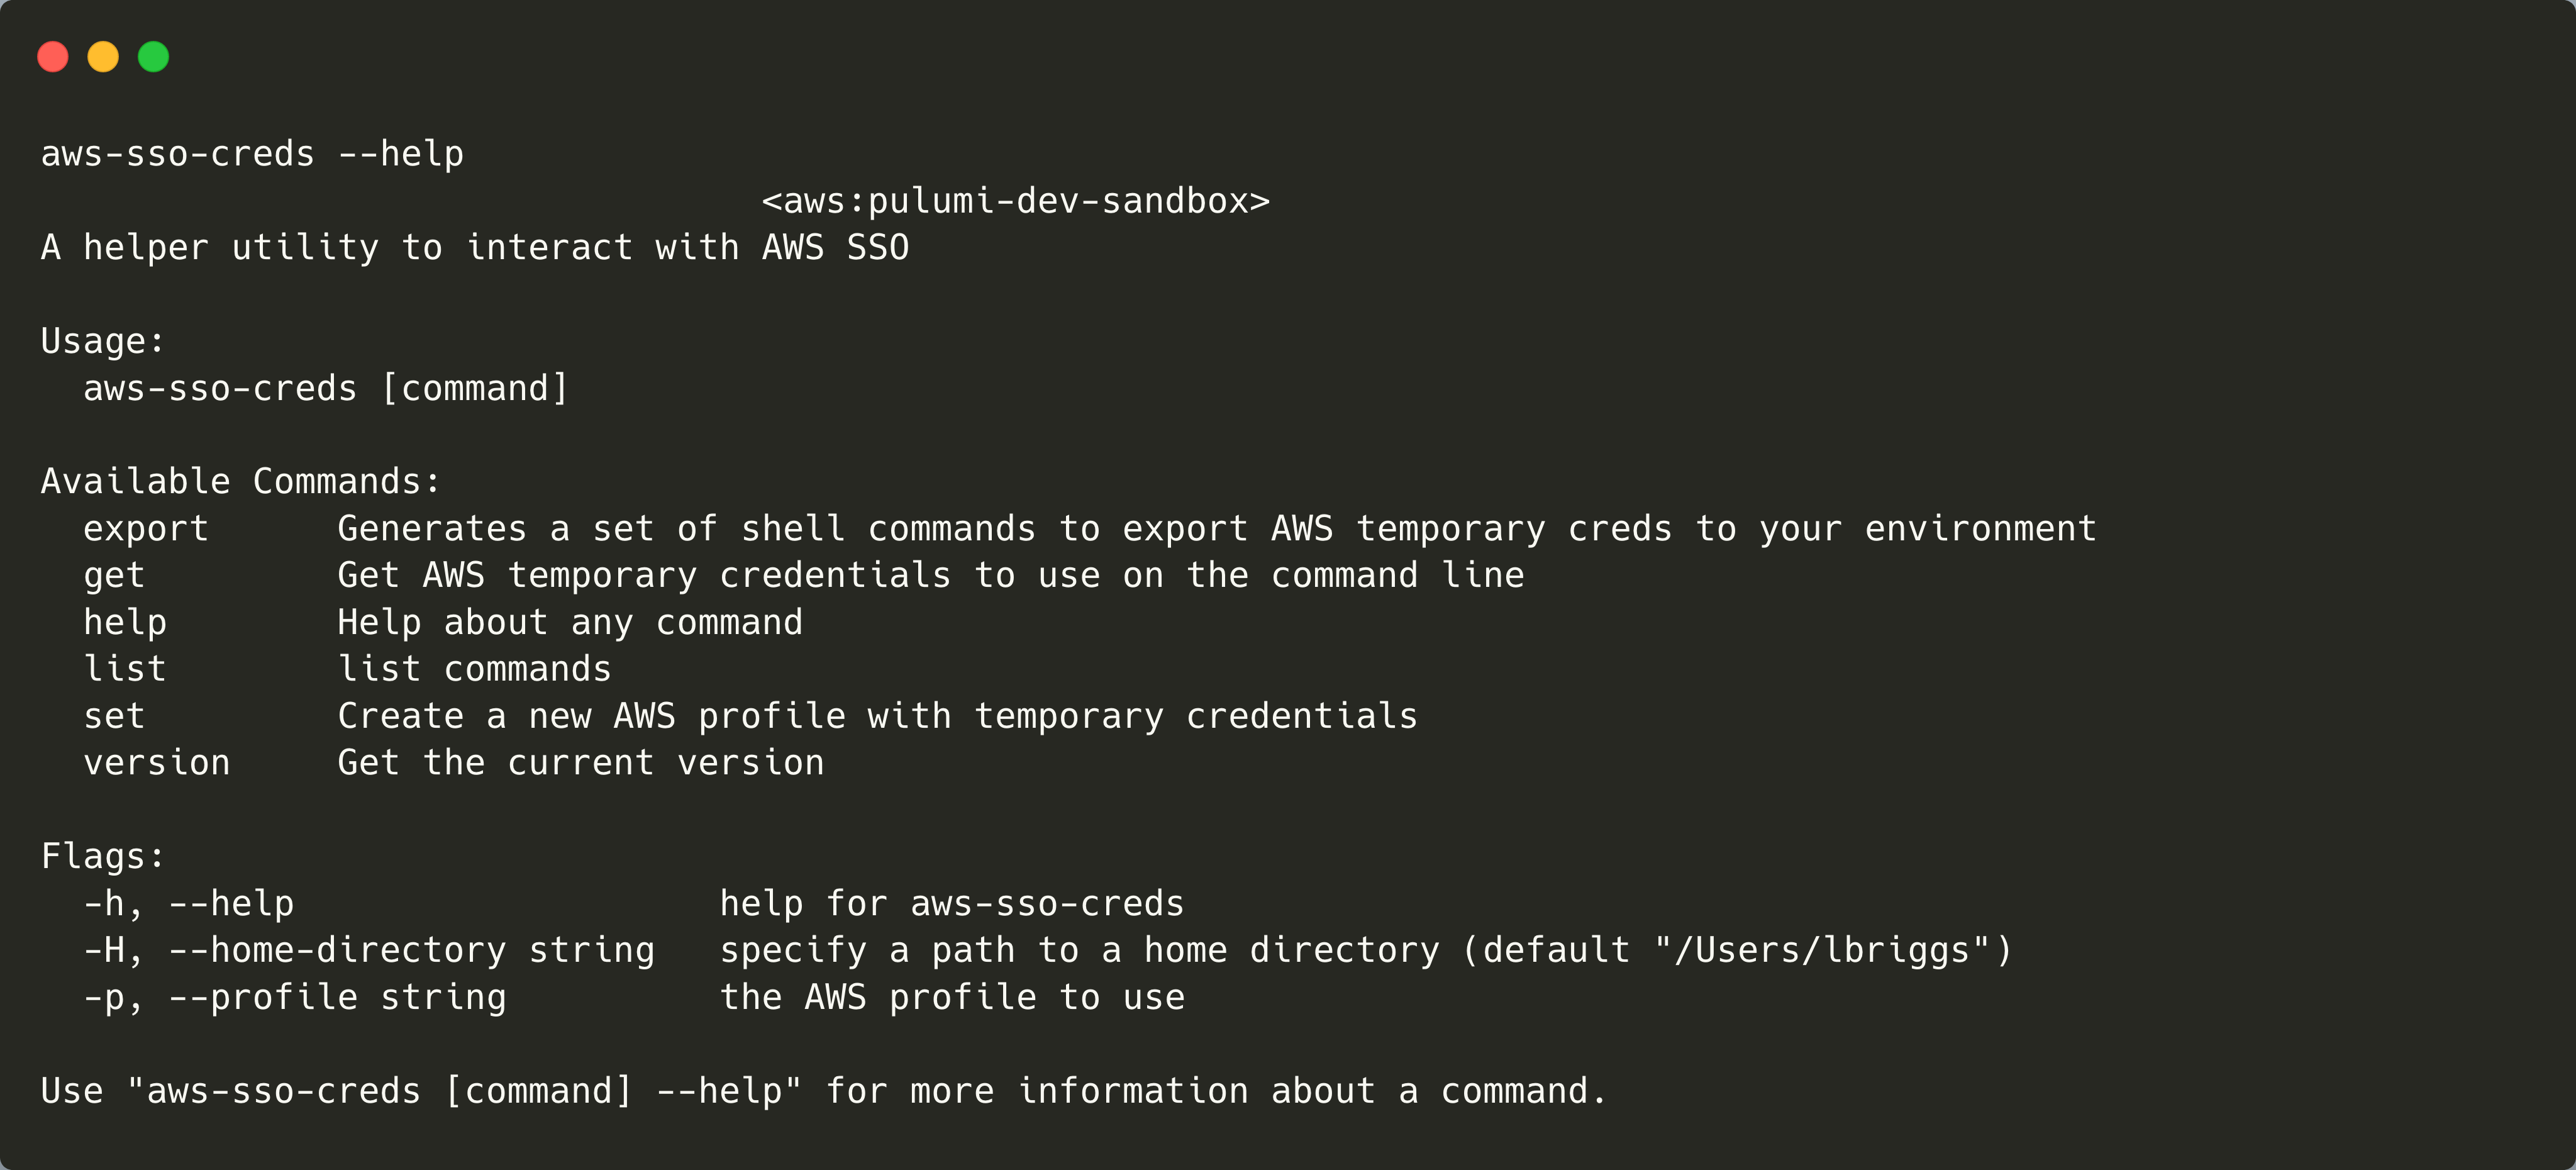 aws-sso-creds --help
<aws:pulumi-dev-sandbox>
A helper utility to interact with AWS SSO
Usage:
aws-sso-creds [command]
Available Commands:
export      Generates a set of shell commands to export AWS temporary creds to your environment
get         Get AWS temporary credentials to use on the command line
help        Help about any command
list        list commands
set         Create a new AWS profile with temporary credentials
version     Get the current version
Flags:
-h, --help                    help for aws-sso-creds
-H, --home-directory string   specify a path to a home directory (default "/Users/lbriggs")
-p, --profile string          the AWS profile to use
Use "aws-sso-creds [command] --help" for more information about a command.